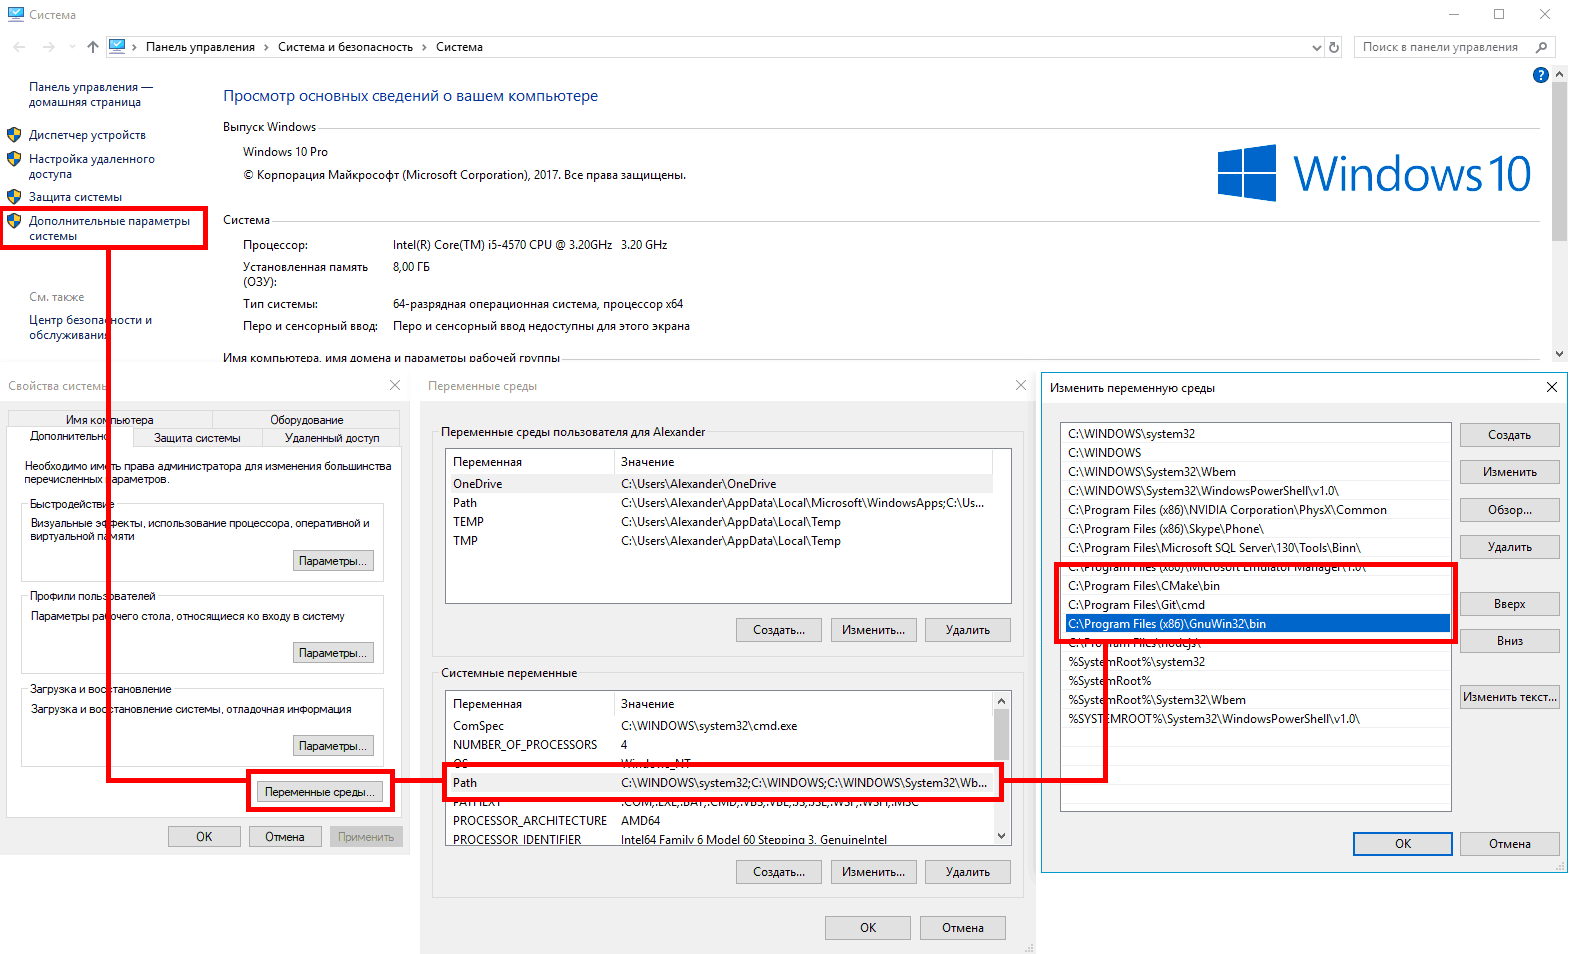 Система
Панель управления › Система и безопасность › Система
Поиск в панели управления
Панель управления —
домашняя страница
Диспетчер устройств
Настройка удаленного
доступа
Защита системы
Дополнительные параметры
системы
См. также
Центр безопасности и
обслуживания
Просмотр основных сведений о вашем компьютере
Выпуск Windows
Windows 10 Pro
© Корпорация Майкрософт (Microsoft Corporation), 2017. Все права защищены.
Windows 10
Система
Процессор: Intel(R) Core(TM) i5-4570 CPU @ 3.20GHz 3.20 GHz
Установленная память
(ОЗУ): 8,00 ГБ
Тип системы: 64-разрядная операционная система, процессор x64
Перо и сенсорный ввод: Перо и сенсорный ввод недоступны для этого экрана
Имя компьютера, имя домена и параметры рабочей группы
Свойства системы
Имя компьютера
Оборудование
Дополнительно
Защита системы
Удаленный доступ
Необходимо иметь права администратора для изменения большинства
перечисленных параметров.
Быстродействие
Визуальные эффекты, использование процессора, оперативной и
виртуальной памяти
Параметры...
Профили пользователей
Параметры рабочего стола, относящиеся ко входу в систему
Параметры...
Загрузка и восстановление
Загрузка и восстановление системы, отладочная информация
Параметры...
Переменные среды...
ОК
Отмена
Применить
Переменные среды
Переменные среды пользователя для Alexander
Переменная Значение
OneDrive C:\Users\Alexander\OneDrive
Path C:\Users\Alexander\AppData\Local\Microsoft\WindowsApps;C:\Us...
TEMP C:\Users\Alexander\AppData\Local\Temp
TMP C:\Users\Alexander\AppData\Local\Temp
Создать...
Изменить...
Удалить
Системные переменные
Переменная Значение
ComSpec C:\WINDOWS\system32\cmd.exe
NUMBER_OF_PROCESSORS 4
OS Windows_NT
Path C:\WINDOWS\system32;C:\WINDOWS;C:\WINDOWS\System32\Wb...
PATHEXT .COM;.EXE;.BAT;.CMD;.VBS;.VBE;.JS;.JSE;.WSF;.WSH;.MSC
PROCESSOR_ARCHITECTURE AMD64
PROCESSOR_IDENTIFIER Intel64 Family 6 Model 60 Stepping 3, GenuineIntel
Создать...
Изменить...
Удалить
ОК
Отмена
Изменить переменную среды
C:\WINDOWS\system32
C:\WINDOWS
C:\WINDOWS\System32\Wbem
C:\WINDOWS\System32\WindowsPowerShell\v1.0\
C:\Program Files (x86)\NVIDIA Corporation\PhysX\Common
C:\Program Files (x86)\Skype\Phone\
C:\Program Files\Microsoft SQL Server\130\Tools\Binn\
C:\Program Files (x86)\Microsoft Emulator Manager\1.0\
C:\Program Files\CMake\bin
C:\Program Files\Git\cmd
C:\Program Files (x86)\GnuWin32\bin
C:\Program Files\nodejs\
%SystemRoot%\system32
%SystemRoot%
%SystemRoot%\System32\Wbem
%SYSTEMROOT%\System32\WindowsPowerShell\v1.0\
Создать
Изменить
Обзор...
Удалить
Вверх
Вниз
Изменить текст...
ОК
Отмена